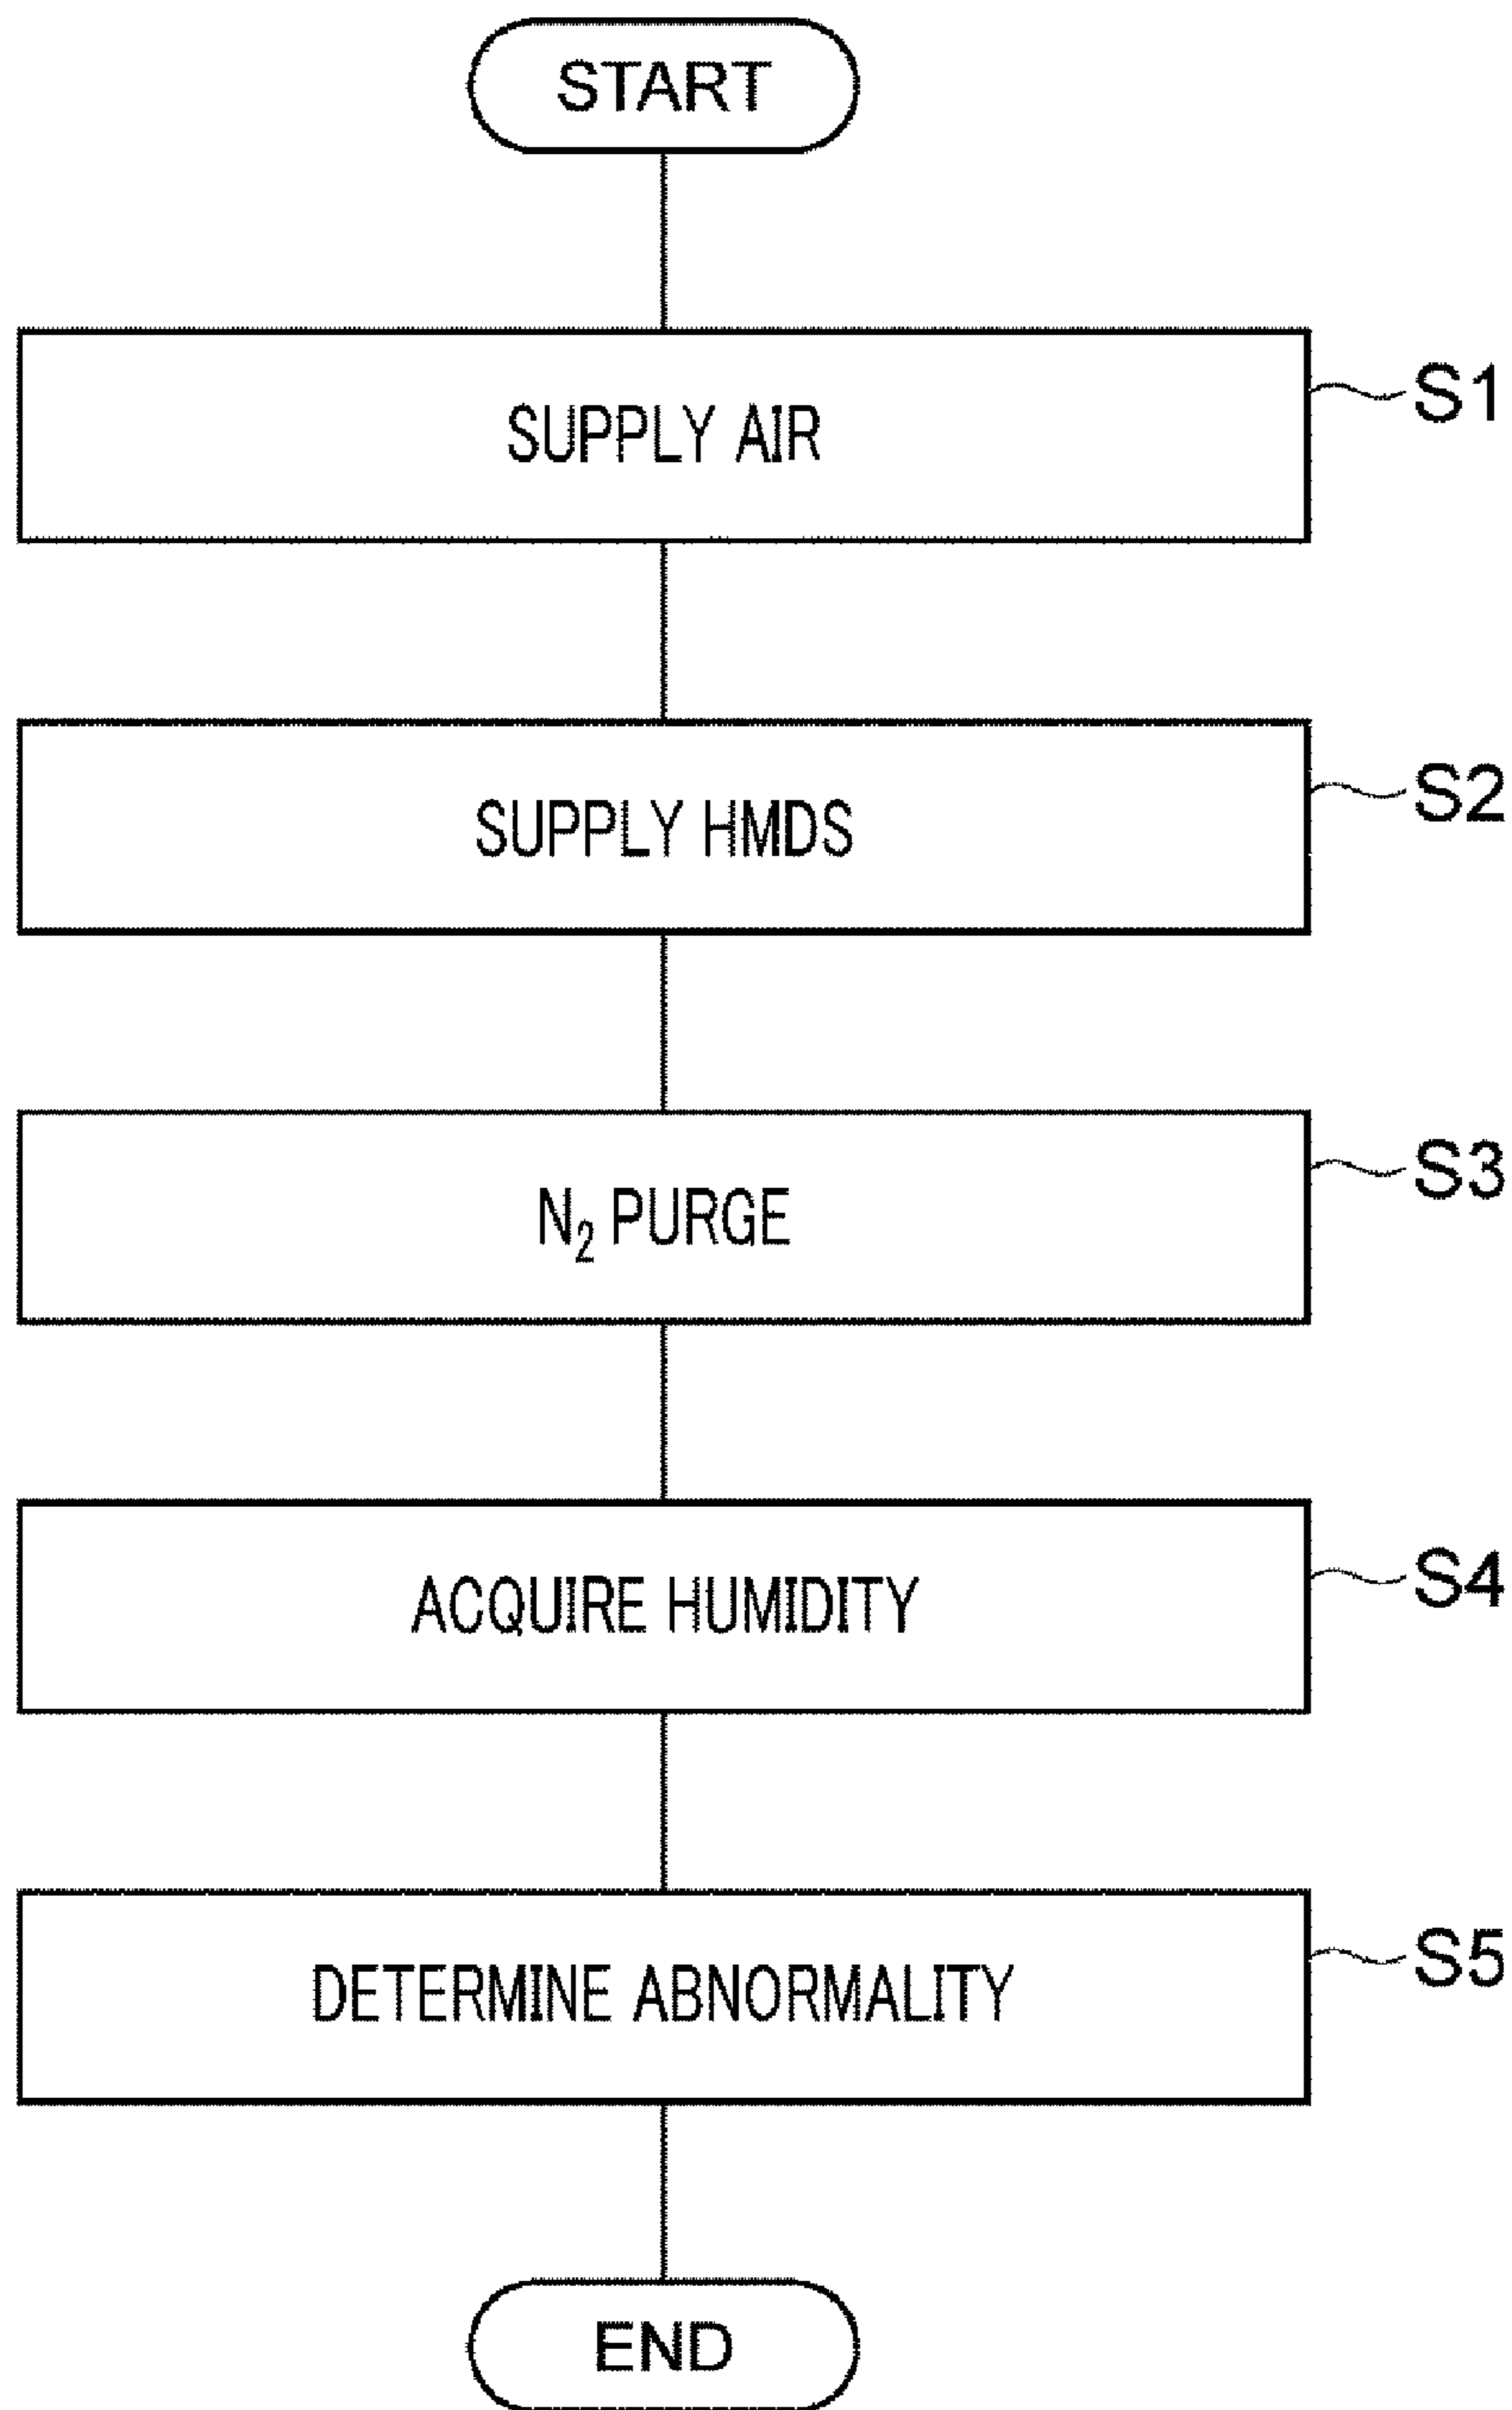 START
SUPPLY AIR
S1
SUPPLY HMDS
S2
N₂ PURGE
S3
ACQUIRE HUMIDITY
S4
DETERMINE ABNORMALITY
S5
END